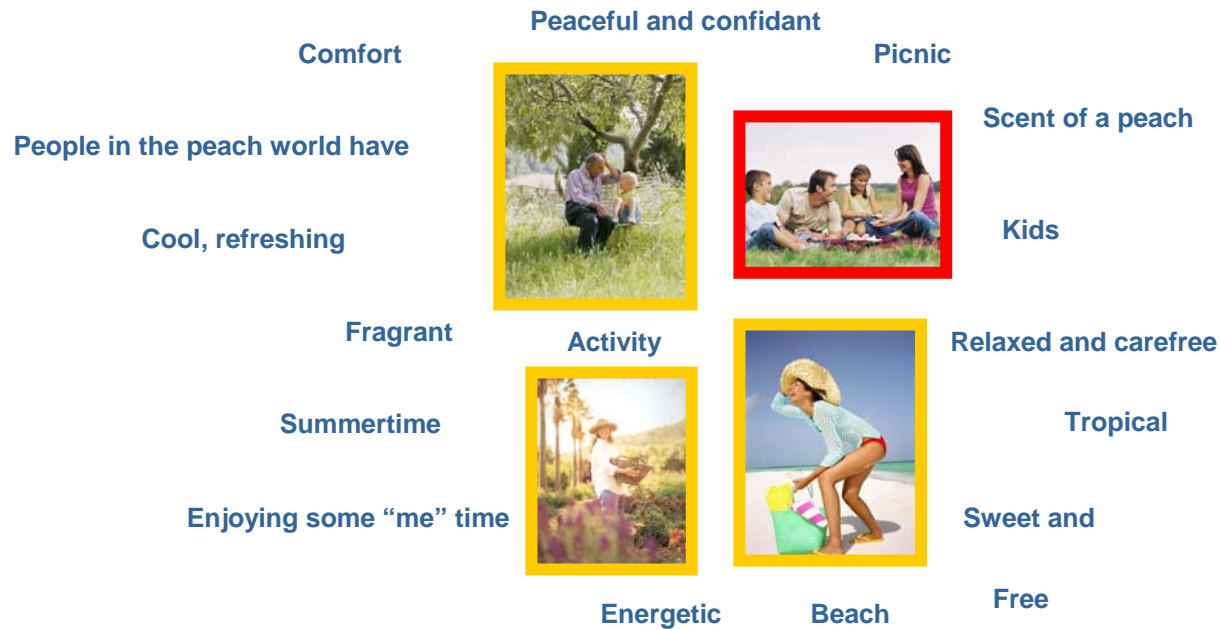 Peaceful and confidant
Comfort
Picnic
Scent of a peach
People in the peach world have
Kids
Cool, refreshing
Fragrant
Activity
Relaxed and carefree
Summertime
Tropical
Enjoying some “me” time
Sweet and
Free
Energetic
Beach